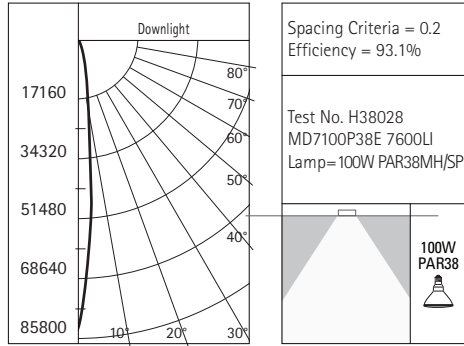 Downlight
17160
34320
51480
68640
85800
80°
70°
60°
50°
40°
10°
20°
30°
Spacing Criteria = 0.2
Efficiency = 93.1%
Test No. H38028
MD7100P38E 7600LI
Lamp=100W PAR38MH/SP
100W
PAR38